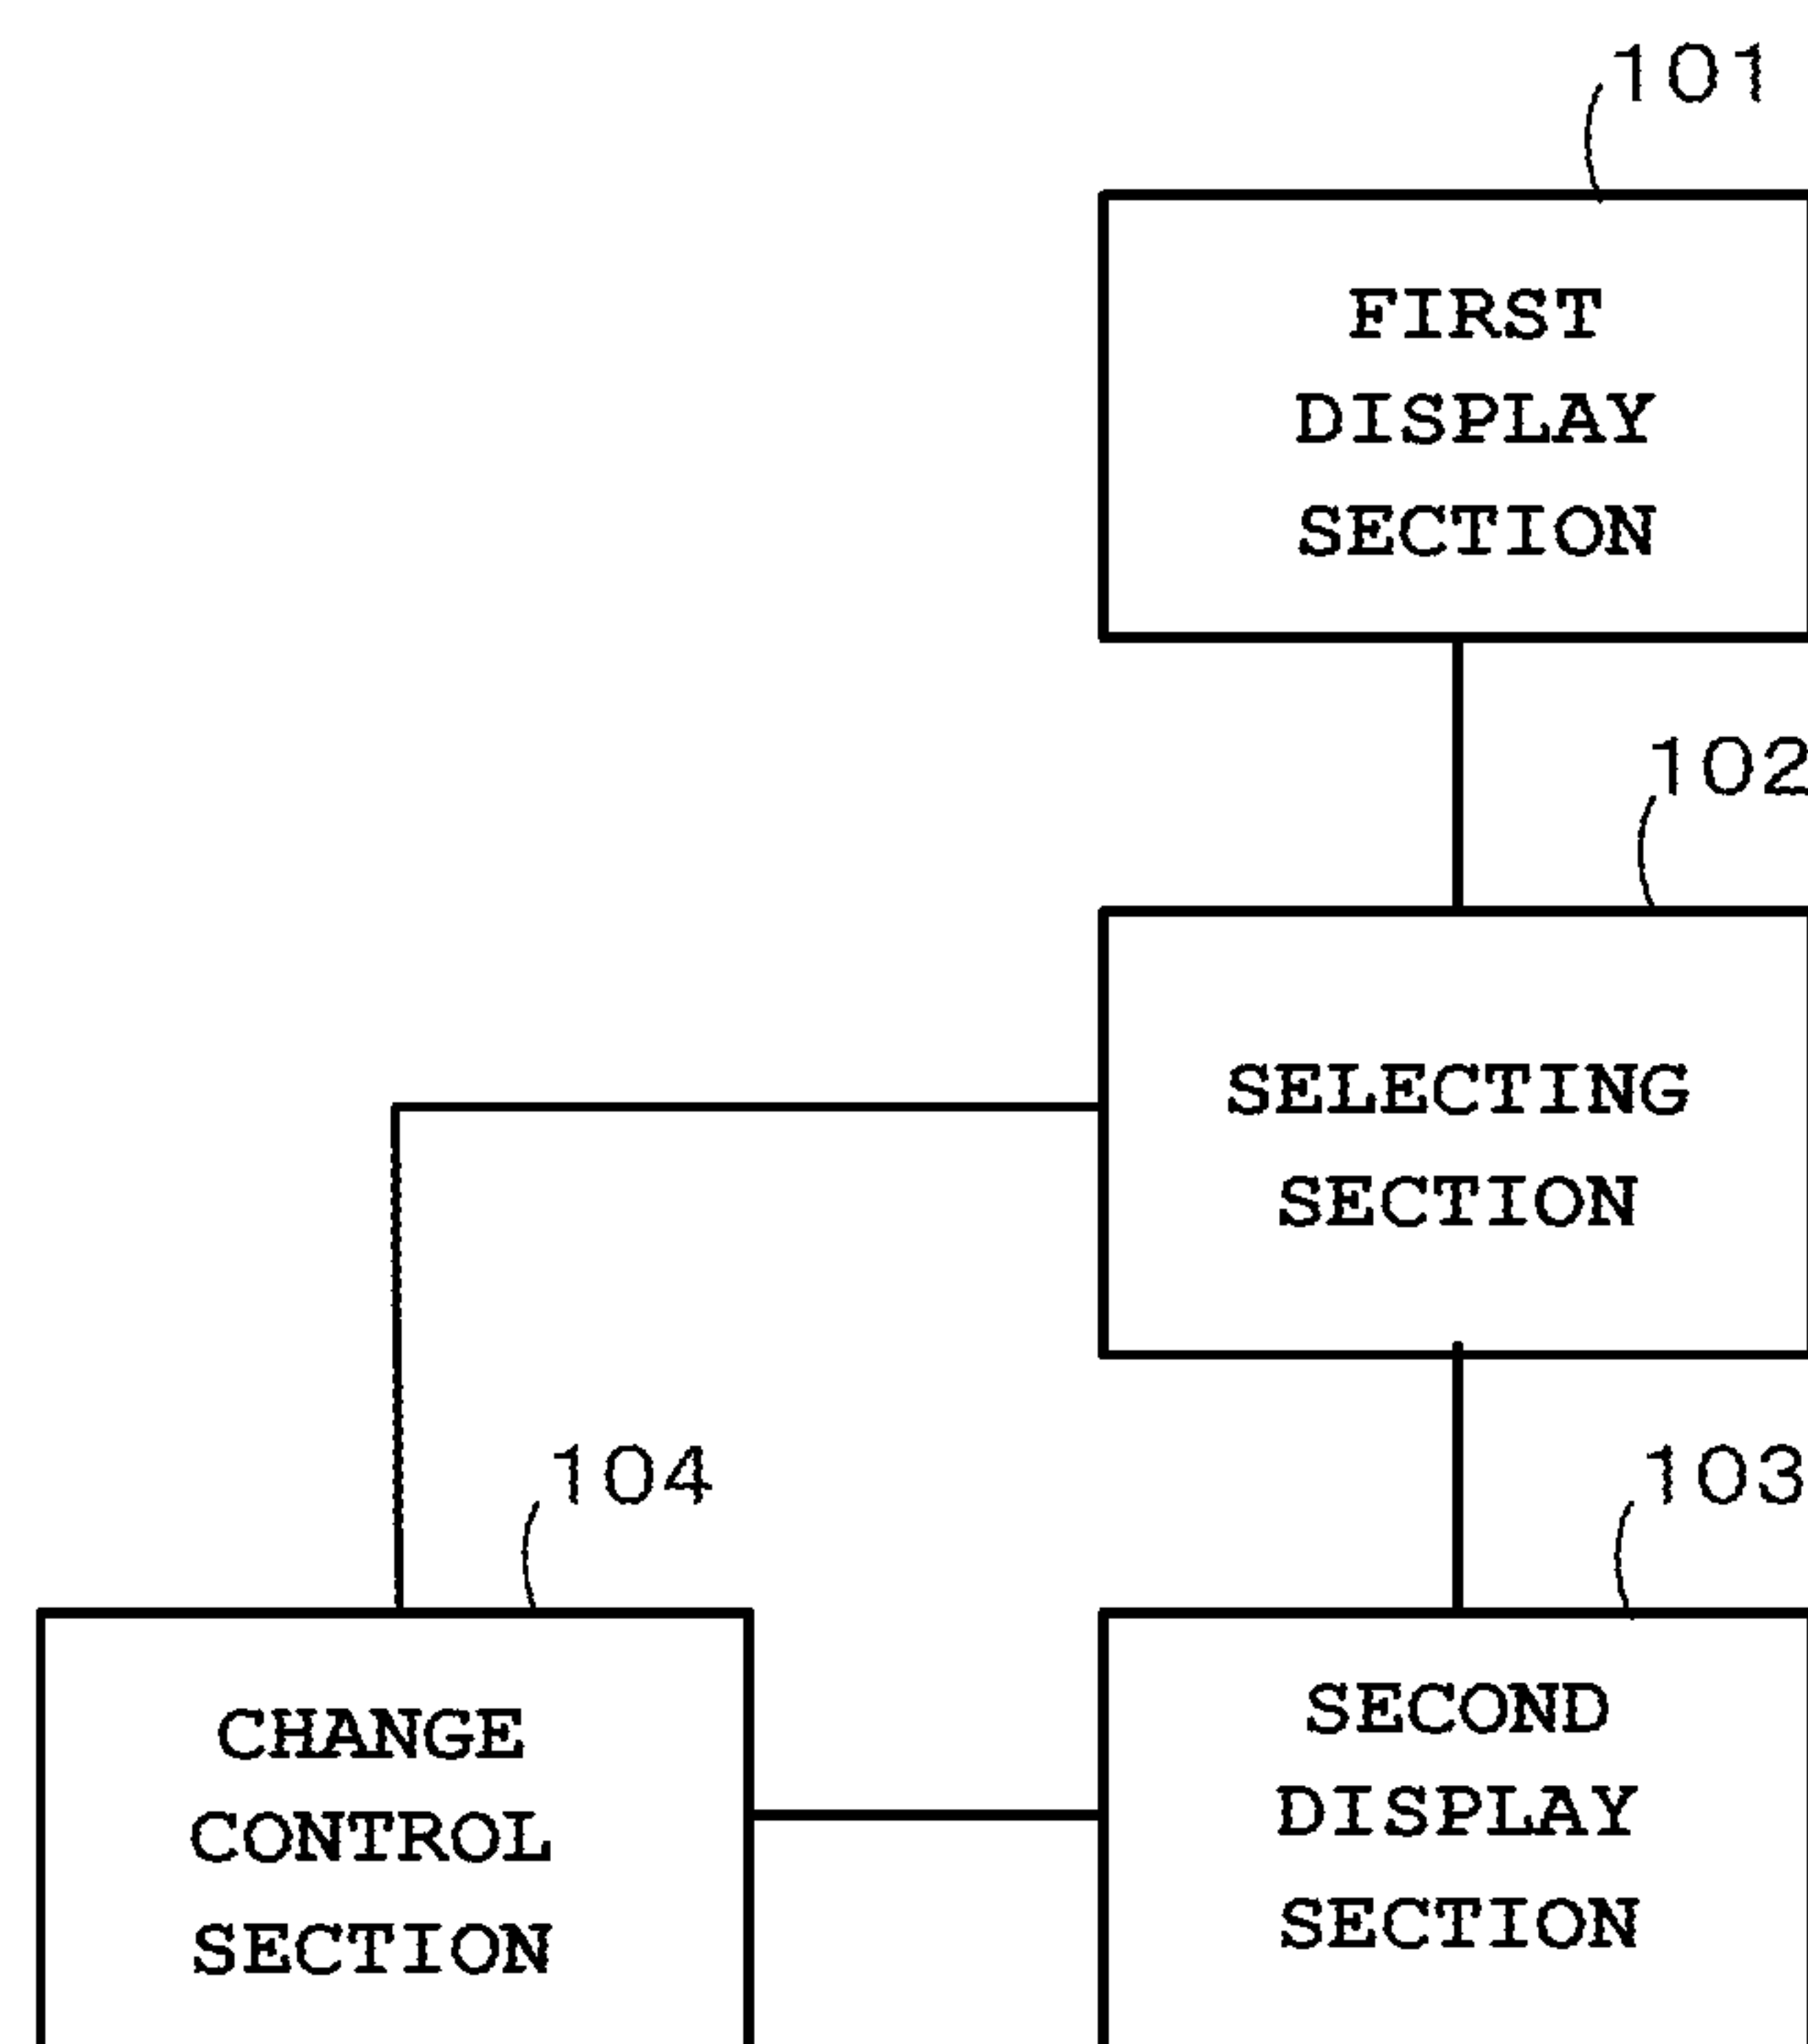 101
FIRST
DISPLAY
SECTION
102
SELECTING
SECTION
104
CHANGE
CONTROL
SECTION
103
SECOND
DISPLAY
SECTION